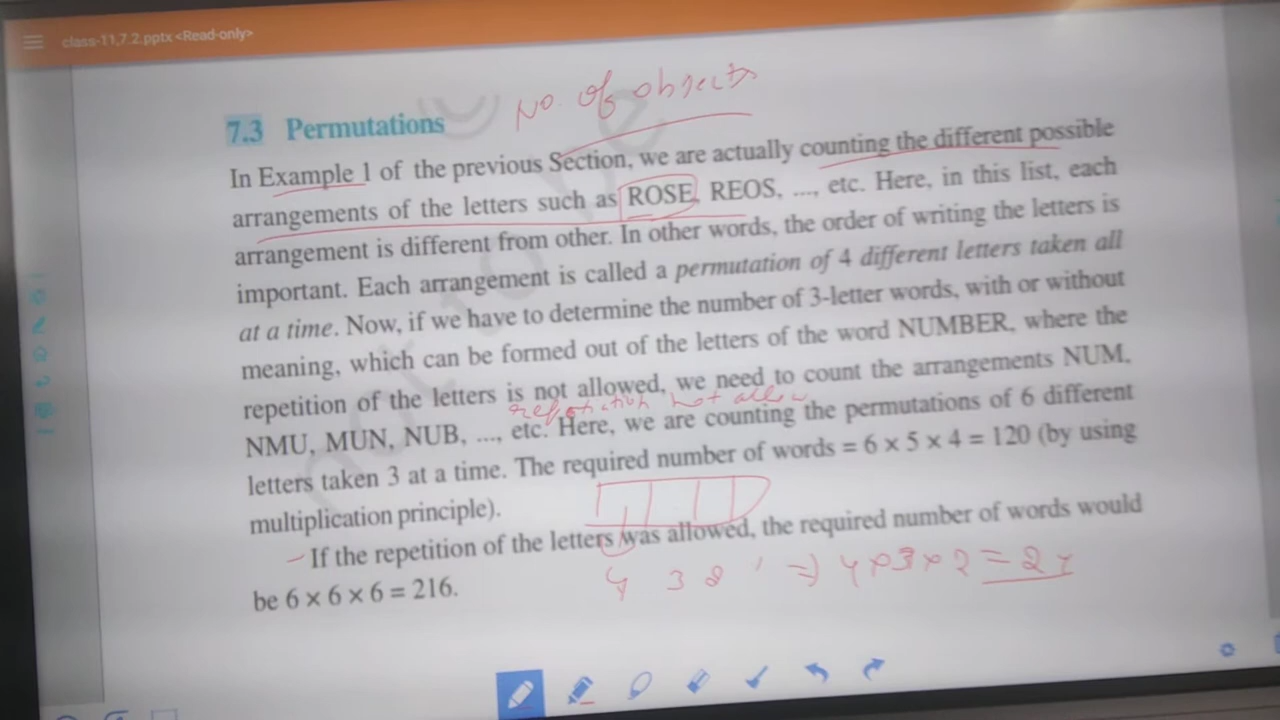 class-11,7.2.pptx <Read-only>
No. of objects
7.3 Permutations
In Example 1 of the previous Section, we are actually counting the different possible
arrangements of the letters such as ROSE, REOS, ..., etc. Here, in this list, each
arrangement is different from other. In other words, the order of writing the letters is
important. Each arrangement is called a permutation of 4 different letters taken all
at a time. Now, if we have to determine the number of 3-letter words, with or without
meaning, which can be formed out of the letters of the word NUMBER, where the
repetition of the letters is not allowed, we need to count the arrangements NUM,
repetition not allow
NMU, MUN, NUB, ..., etc. Here, we are counting the permutations of 6 different
letters taken 3 at a time. The required number of words = 6 × 5 × 4 = 120 (by using
multiplication principle).
If the repetition of the letters was allowed, the required number of words would
be 6 × 6 × 6 = 216.
4 3 2 1 ⇒ 4×3×2 = 24
not to be